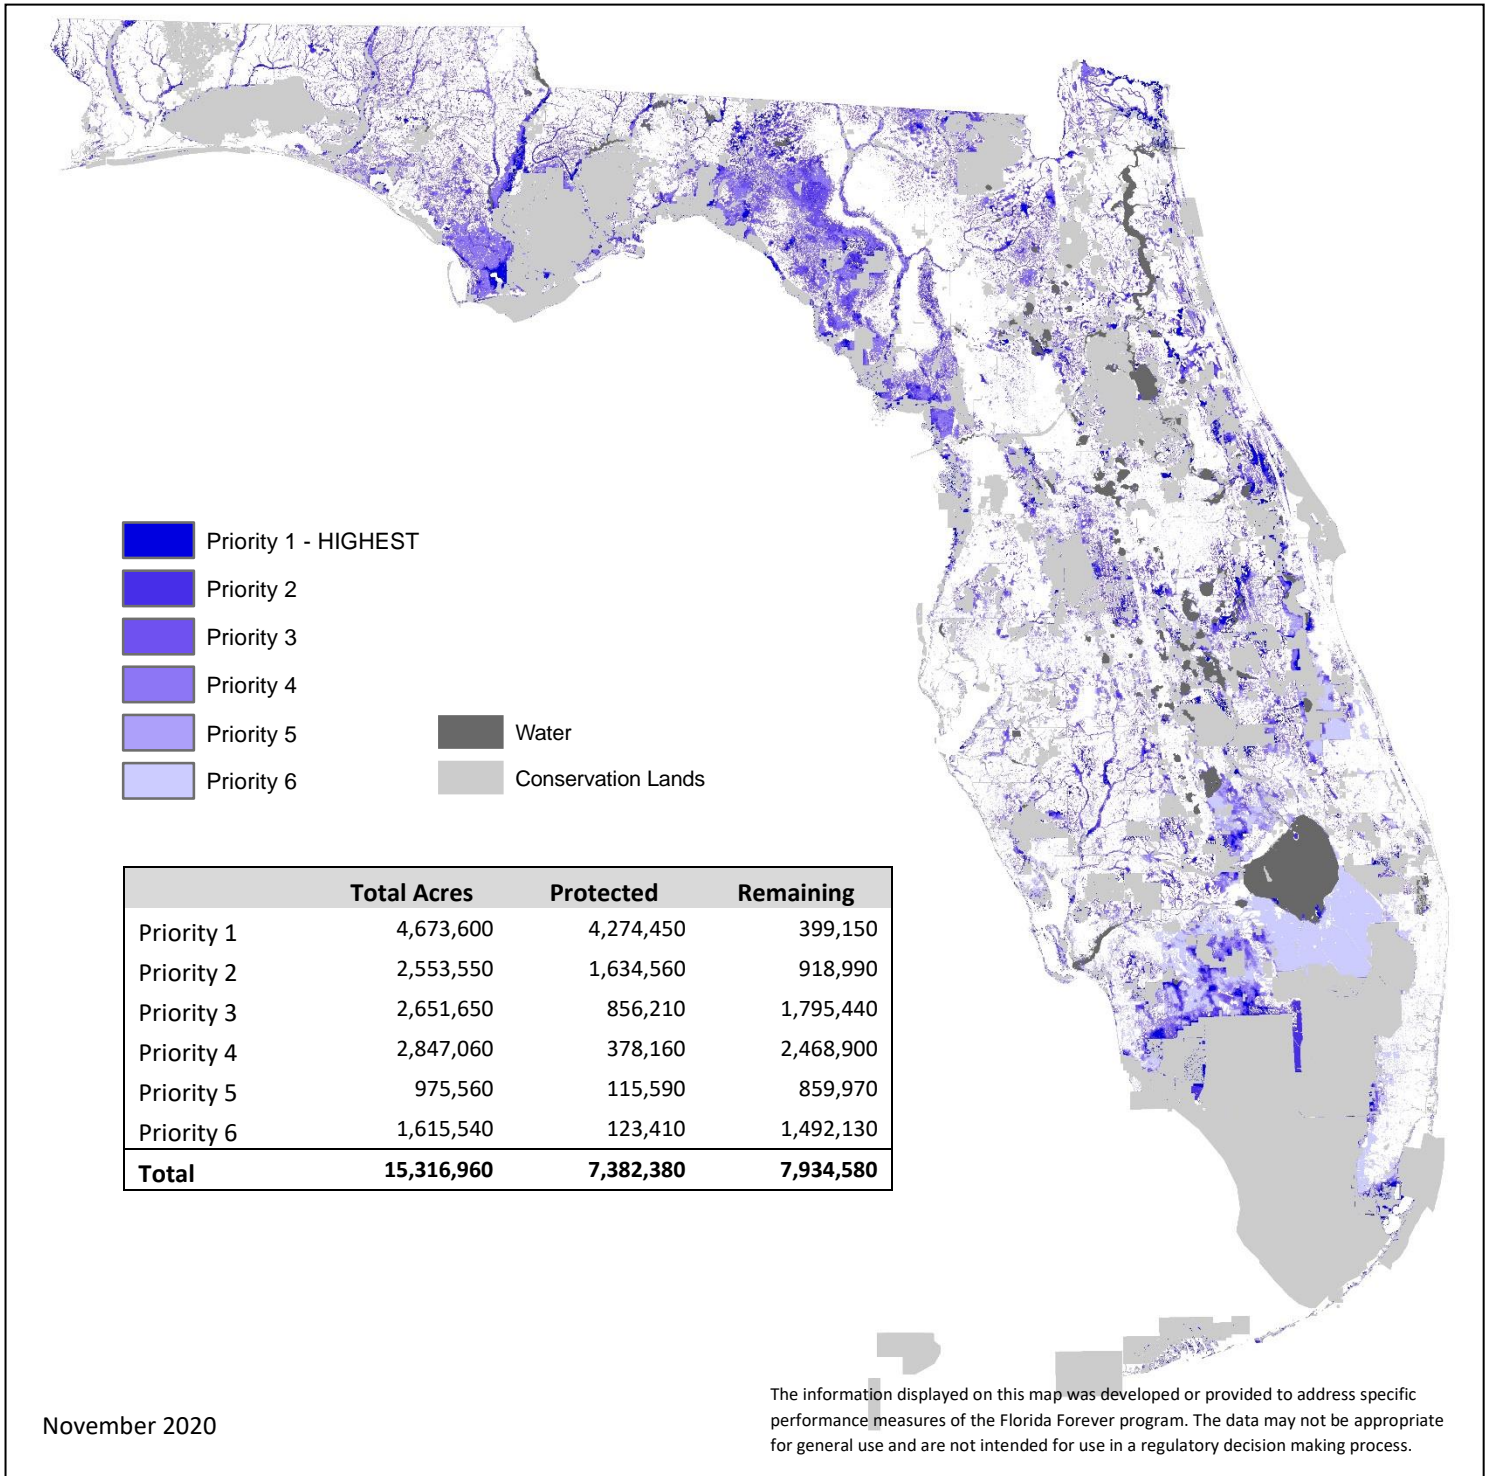 Priority 1 - HIGHEST
Priority 2
Priority 3
Priority 4
Priority 5
Priority 6
Water
Conservation Lands
Total Acres Protected Remaining
Priority 1 4,673,600 4,274,450 399,150
Priority 2 2,553,550 1,634,560 918,990
Priority 3 2,651,650 856,210 1,795,440
Priority 4 2,847,060 378,160 2,468,900
Priority 5 975,560 115,590 859,970
Priority 6 1,615,540 123,410 1,492,130
Total 15,316,960 7,382,380 7,934,580
November 2020
The information displayed on this map was developed or provided to address specific
performance measures of the Florida Forever program. The data may not be appropriate
for general use and are not intended for use in a regulatory decision making process.